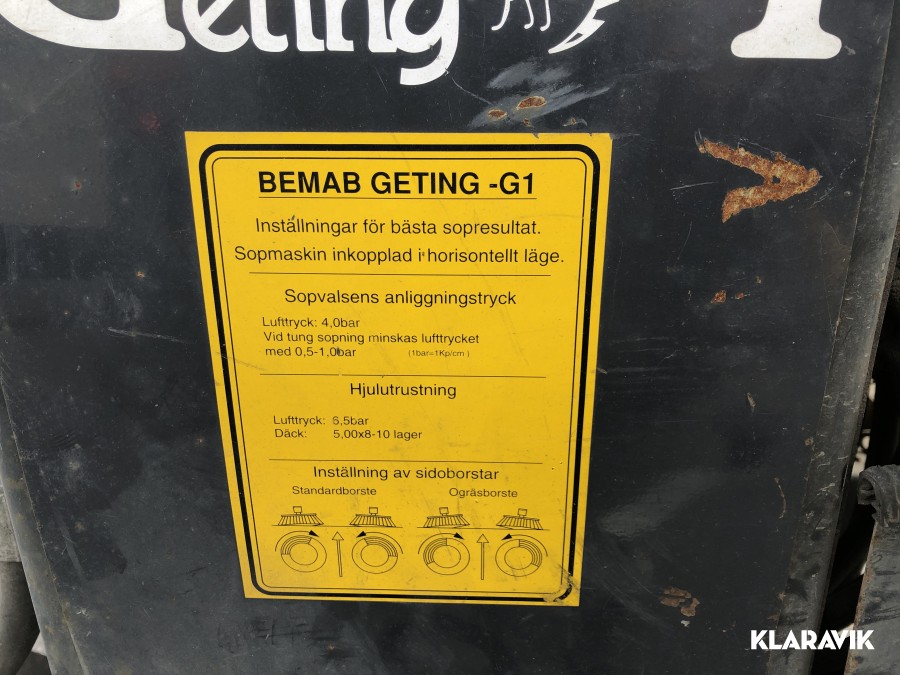 Geting 1
BEMAB GETING -G1
Inställningar för bästa sopresultat.
Sopmaskin inkopplad i horisontellt läge.
Sopvalsens anliggningstryck
Lufttryck: 4,0bar
Vid tung sopning minskas lufttrycket
med 0,5-1,0bar (1bar=1Kp/cm )
Hjulutrustning
Lufttryck: 6,5bar
Däck: 5,00x8-10 lager
Inställning av sidoborstar
Standardborste Ogräsborste
KLARAVIK